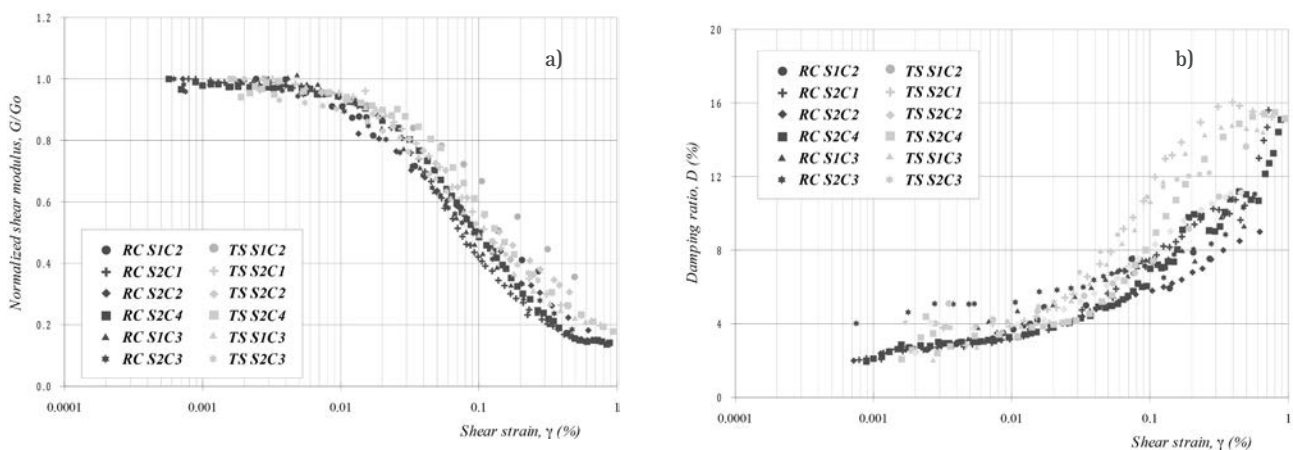 a)
Normalized shear modulus, G/Go
1.2
1.0
0.8
0.6
0.4
0.2
0.0
RC S1C2 TS S1C2
RC S2C1 TS S2C1
RC S2C2 TS S2C2
RC S2C4 TS S2C4
RC S1C3 TS S1C3
RC S2C3 TS S2C3
0.0001 0.001 0.01 0.1 1
Shear strain, γ (%)
b)
Damping ratio, D (%)
20
16
12
8
4
0
RC S1C2 TS S1C2
RC S2C1 TS S2C1
RC S2C2 TS S2C2
RC S2C4 TS S2C4
RC S1C3 TS S1C3
RC S2C3 TS S2C3
0.0001 0.001 0.01 0.1 1
Shear strain, γ (%)